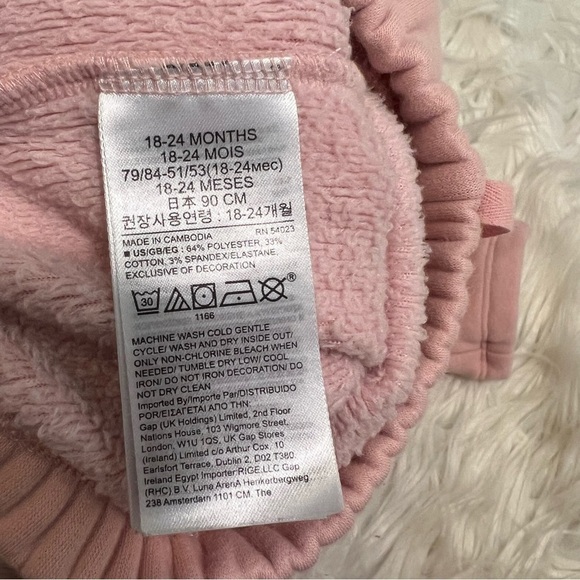 18-24 MONTHS
18-24 MOIS
79/84-51/53(18-24мес)
18-24 MESES
日本 90 CM
권장사용연령 : 18-24개월
MADE IN CAMBODIA RN 54023
■ US/GB/EG : 64% POLYESTER, 33%
COTTON, 3% SPANDEX/ELASTANE,
EXCLUSIVE OF DECORATION
30
®
1166
MACHINE WASH COLD GENTLE
CYCLE/ WASH AND DRY INSIDE OUT/
ONLY NON-CHLORINE BLEACH WHEN
NEEDED/ TUMBLE DRY LOW/ COOL
IRON/ DO NOT IRON DECORATION/ DO
NOT DRY CLEAN
Imported By/Importe Par/DISTRIBUIDO
POR/ΕΙΣΑΓΕΤΑΙ ΑΠΟ ΤΗΝ:
Gap (UK Holdings) Limited, 2nd Floor
Nations House, 103 Wigmore Street,
London, W1U 1QS, UK Gap Stores
(Ireland) Limited c/o Arthur Cox, 10
Earlsfort Terrace, Dublin 2, D02 T380
Ireland Egypt Importer:RIGE,LLC Gap
(RHC) B.V. Luna ArenA Herikerbergweg
238 Amsterdam 1101 CM, The